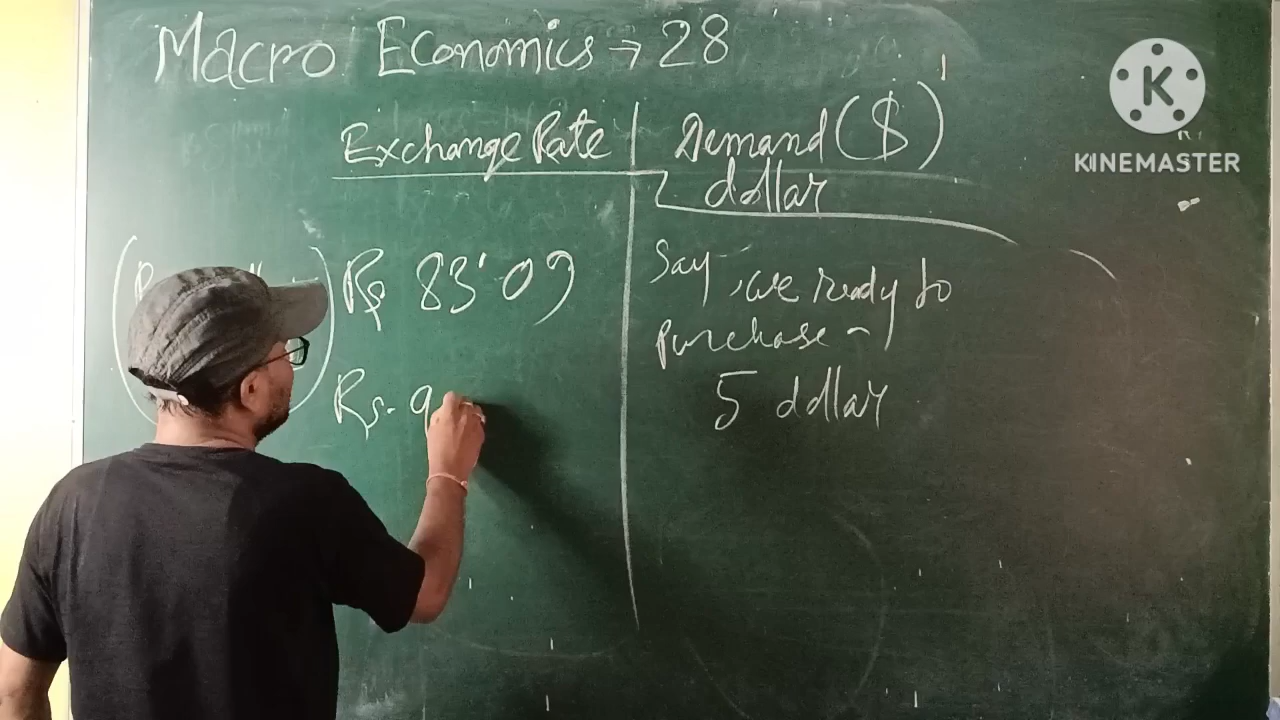 Macro Economics → 28
Exchange Rate
Demand ($)
dollar
Rs 83.09
Say, we ready to
purchase -
5 dollar
Rs. 9
K
KINEMASTER